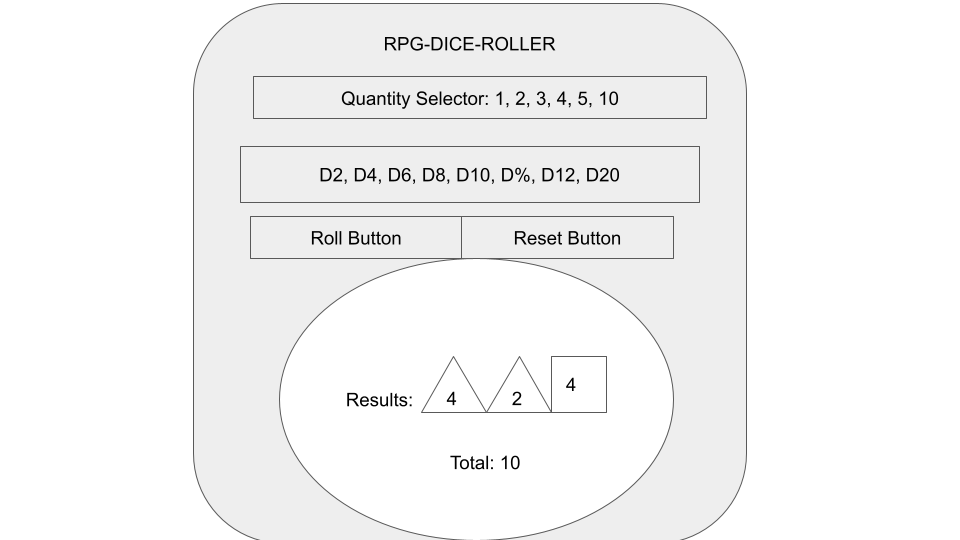 RPG-DICE-ROLLER
Quantity Selector: 1, 2, 3, 4, 5, 10
D2, D4, D6, D8, D10, D%, D12, D20
Roll Button Reset Button
Results: 4 2 4
Total: 10